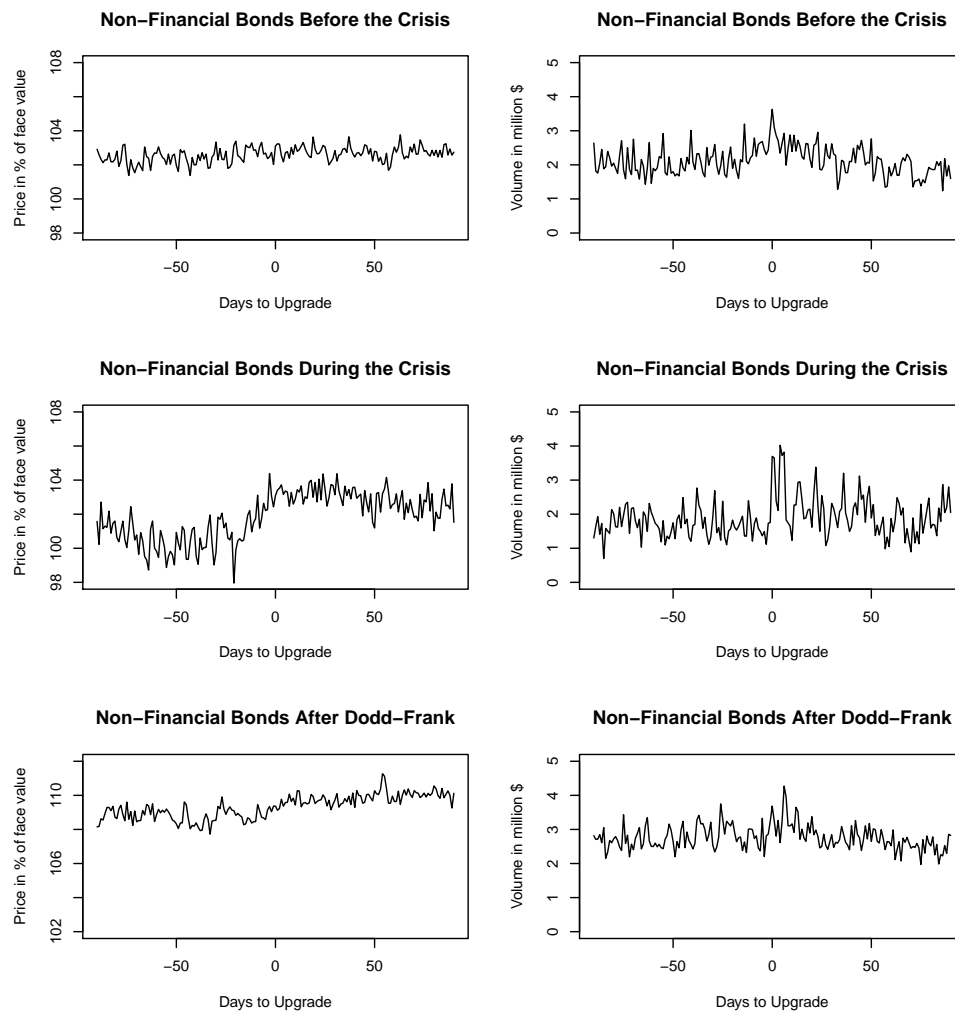 Non−Financial Bonds Before the Crisis
Price in % of face value
98 100 104 108
−50 0 50
Days to Upgrade
Non−Financial Bonds Before the Crisis
Volume in million $
0 1 2 3 4 5
−50 0 50
Days to Upgrade
Non−Financial Bonds During the Crisis
Price in % of face value
98 100 104 108
−50 0 50
Days to Upgrade
Non−Financial Bonds During the Crisis
Volume in million $
0 1 2 3 4 5
−50 0 50
Days to Upgrade
Non−Financial Bonds After Dodd−Frank
Price in % of face value
102 106 110
−50 0 50
Days to Upgrade
Non−Financial Bonds After Dodd−Frank
Volume in million $
0 1 2 3 4 5
−50 0 50
Days to Upgrade